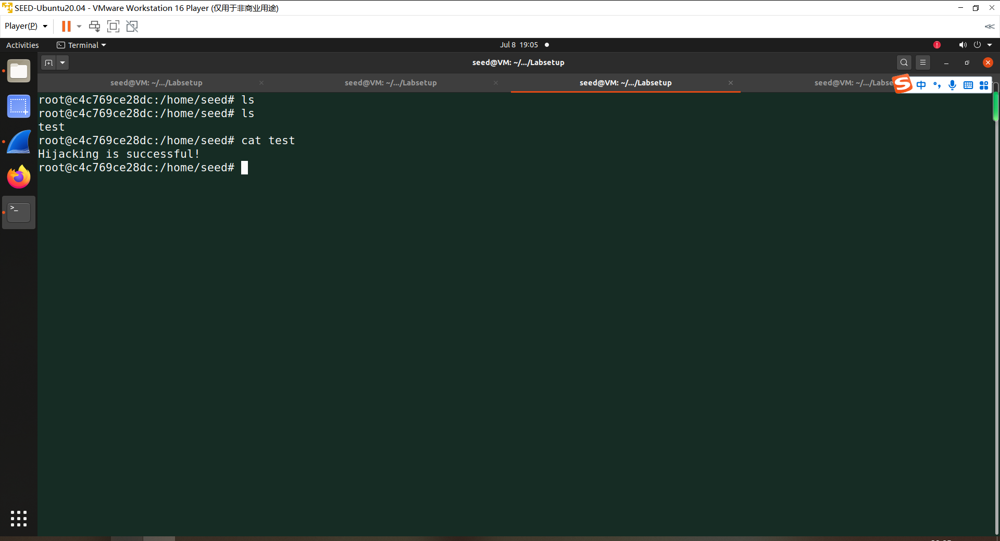 SEED-Ubuntu20.04 - VMware Workstation 16 Player (仅用于非商业用途)
Player(P)
Activities
Terminal
Jul 8 19:05
seed@VM: ~/.../Labsetup
seed@VM: ~/.../Labsetup
seed@VM: ~/.../Labsetup
seed@VM: ~/.../Labsetup
seed@VM: ~/.../Labse
中
root@c4c769ce28dc:/home/seed# ls
root@c4c769ce28dc:/home/seed# ls
test
root@c4c769ce28dc:/home/seed# cat test
Hijacking is successful!
root@c4c769ce28dc:/home/seed#